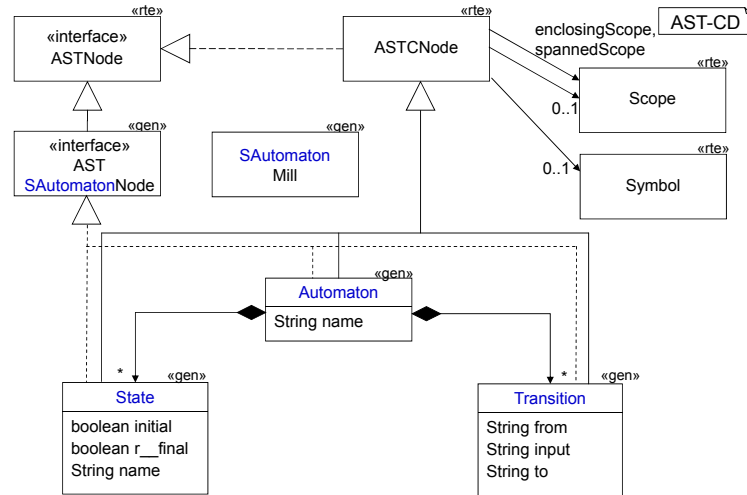 «rte»
«interface»
ASTNode
«rte»
ASTCNode
enclosingScope,
spannedScope
AST-CD
«rte»
Scope
0..1
«gen»
«interface»
AST
SAutomatonNode
«gen»
SAutomaton
Mill
0..1
«rte»
Symbol
«gen»
Automaton
String name
*
«gen»
State
boolean initial
boolean r__final
String name
*
«gen»
Transition
String from
String input
String to